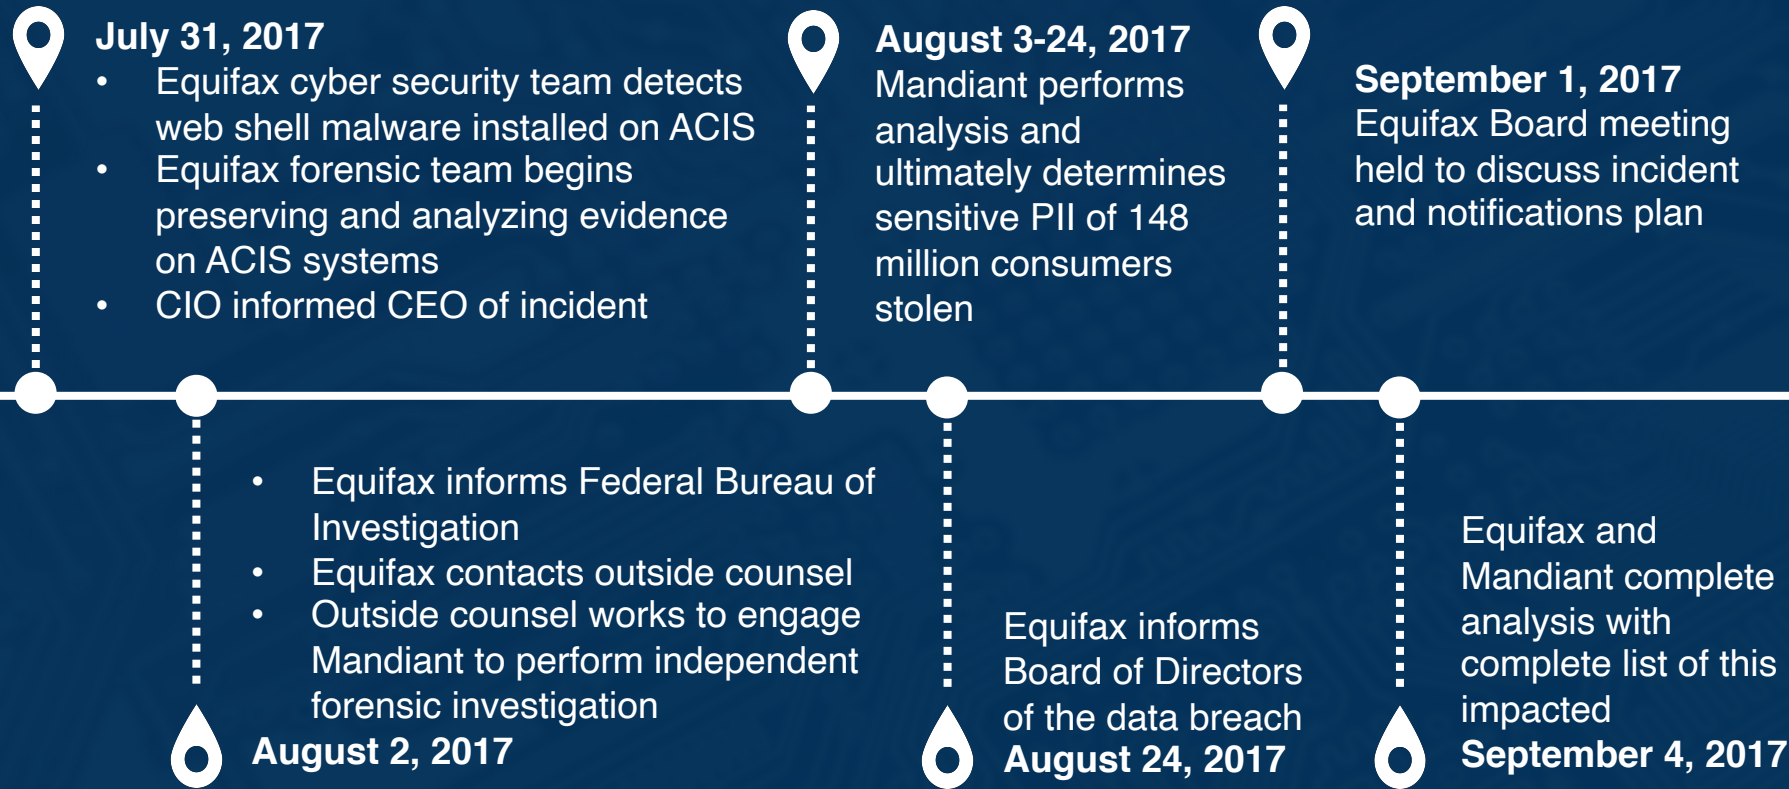 July 31, 2017
• Equifax cyber security team detects
web shell malware installed on ACIS
• Equifax forensic team begins
preserving and analyzing evidence
on ACIS systems
• CIO informed CEO of incident
August 3-24, 2017
Mandiant performs
analysis and
ultimately determines
sensitive PII of 148
million consumers
stolen
September 1, 2017
Equifax Board meeting
held to discuss incident
and notifications plan
• Equifax informs Federal Bureau of
Investigation
• Equifax contacts outside counsel
• Outside counsel works to engage
Mandiant to perform independent
forensic investigation
August 2, 2017
Equifax informs
Board of Directors
of the data breach
August 24, 2017
Equifax and
Mandiant complete
analysis with
complete list of this
impacted
September 4, 2017